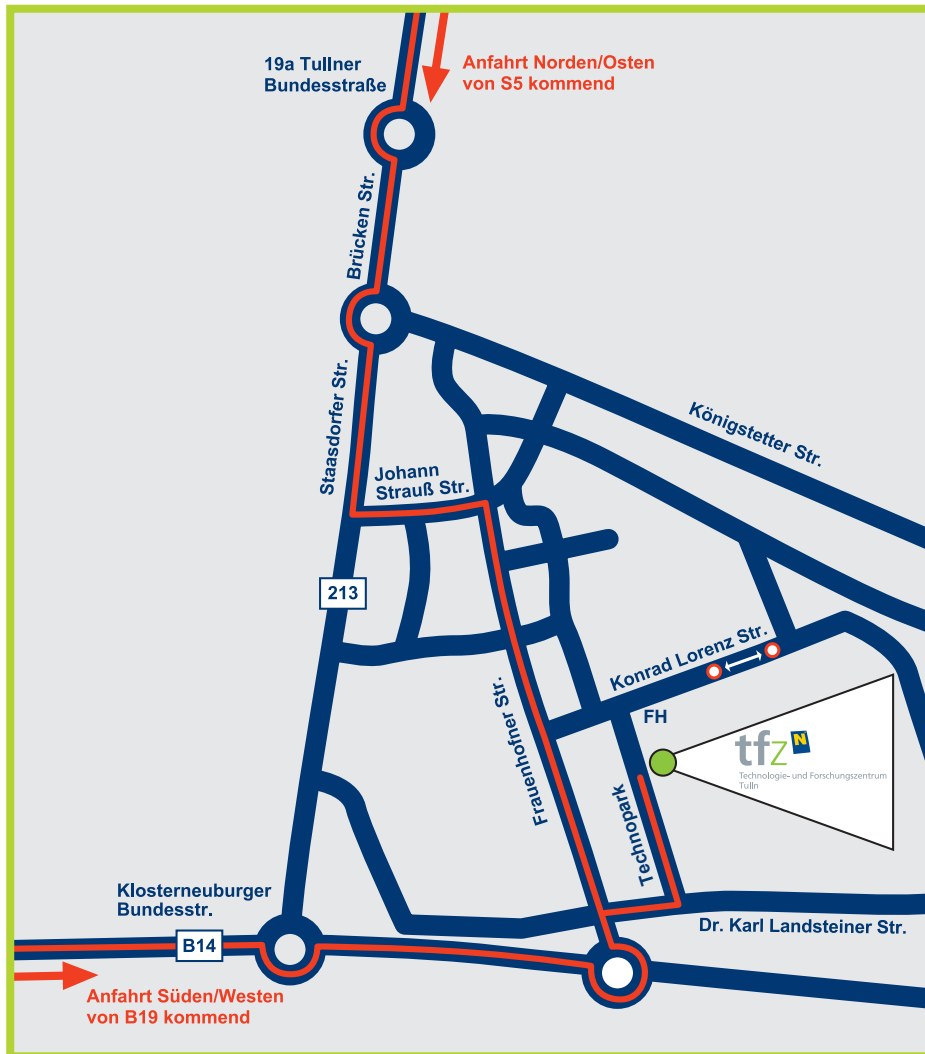 19a Tullner
Bundesstraße
Anfahrt Norden/Osten
von S5 kommend
Brücken Str.
Staasdorfer Str.
Königstetter Str.
Johann
Strauß Str.
213
Konrad Lorenz Str.
FH
Frauenhofner Str.
tfz N
Technologie- und Forschungszentrum
Tulln
Technopark
Klosterneuburger
Bundesstr.
B14
Dr. Karl Landsteiner Str.
Anfahrt Süden/Westen
von B19 kommend